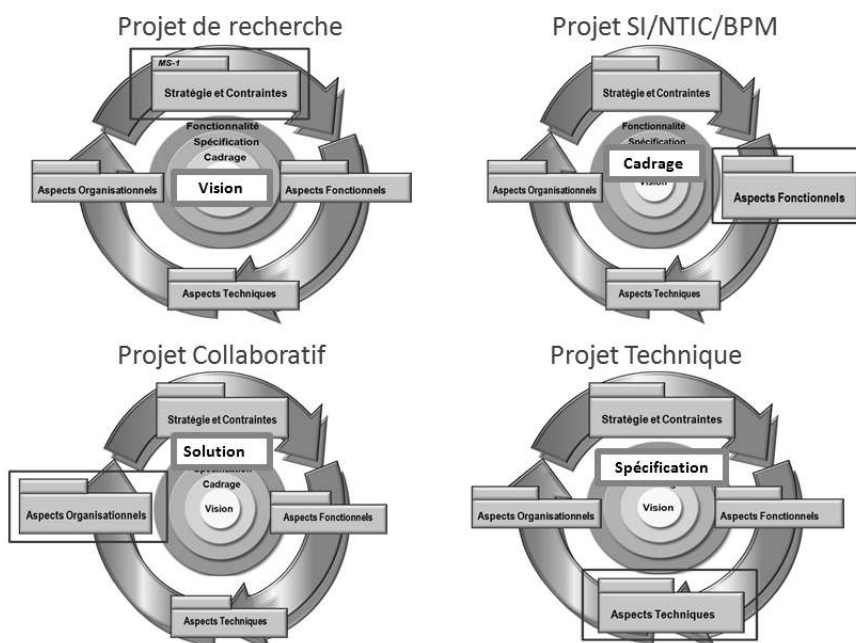 Projet de recherche
MS-1
Stratégie et Contraintes
Fonctionnalité
Spécification
Cadrage
Aspects Organisationnels
Vision
Aspects Fonctionnels
Aspects Techniques
Projet SI/NTIC/BPM
Stratégie et Contraintes
Fonctionnalité
Spécification
Cadrage
Vision
Aspects Organisationnels
Aspects Fonctionnels
Aspects Techniques
Projet Collaboratif
Stratégie et Contraintes
Solution
Spécification
Cadrage
Vision
Aspects Organisationnels
Aspects Fonctionnels
Aspects Techniques
Projet Technique
Stratégie et Contraintes
Spécification
Vision
Aspects Organisationnels
Aspects Fonctionnels
Aspects Techniques